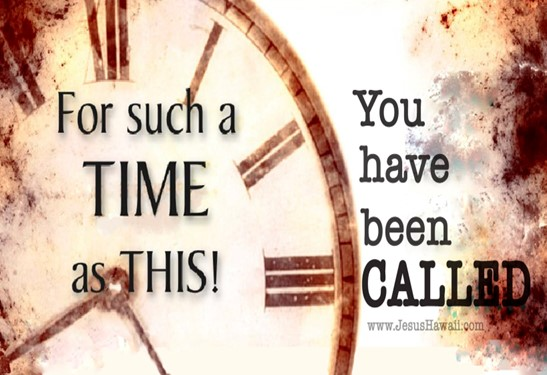 For such a
TIME
as THIS!
You
have
been
CALLED
www.JesusHawaii.com